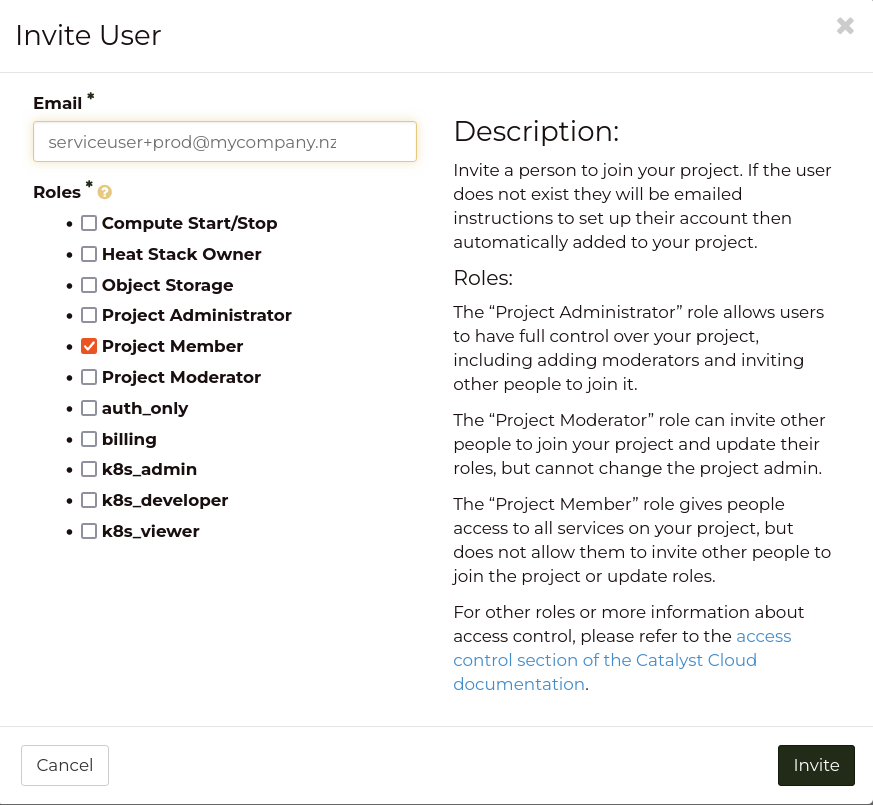 Invite User
Email *
serviceuser+prod@mycompany.nz
Roles *
Compute Start/Stop
Heat Stack Owner
Object Storage
Project Administrator
Project Member
Project Moderator
auth_only
billing
k8s_admin
k8s_developer
k8s_viewer
Description:
Invite a person to join your project. If the user
does not exist they will be emailed
instructions to set up their account then
automatically added to your project.
Roles:
The “Project Administrator” role allows users
to have full control over your project,
including adding moderators and inviting
other people to join it.
The “Project Moderator” role can invite other
people to join your project and update their
roles, but cannot change the project admin.
The “Project Member” role gives people
access to all services on your project, but
does not allow them to invite other people to
join the project or update roles.
For other roles or more information about
access control, please refer to the access
control section of the Catalyst Cloud
documentation.
Cancel
Invite